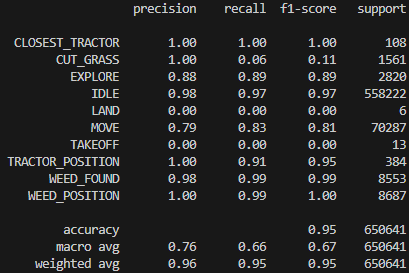 precision recall f1-score support
CLOSEST_TRACTOR 1.00 1.00 1.00 108
CUT_GRASS 1.00 0.06 0.11 1561
EXPLORE 0.88 0.89 0.89 2820
IDLE 0.98 0.97 0.97 558222
LAND 0.00 0.00 0.00 6
MOVE 0.79 0.83 0.81 70287
TAKEOFF 0.00 0.00 0.00 13
TRACTOR_POSITION 1.00 0.91 0.95 384
WEED_FOUND 0.98 0.99 0.99 8553
WEED_POSITION 1.00 0.99 1.00 8687
accuracy 0.95 650641
macro avg 0.76 0.66 0.67 650641
weighted avg 0.96 0.95 0.95 650641